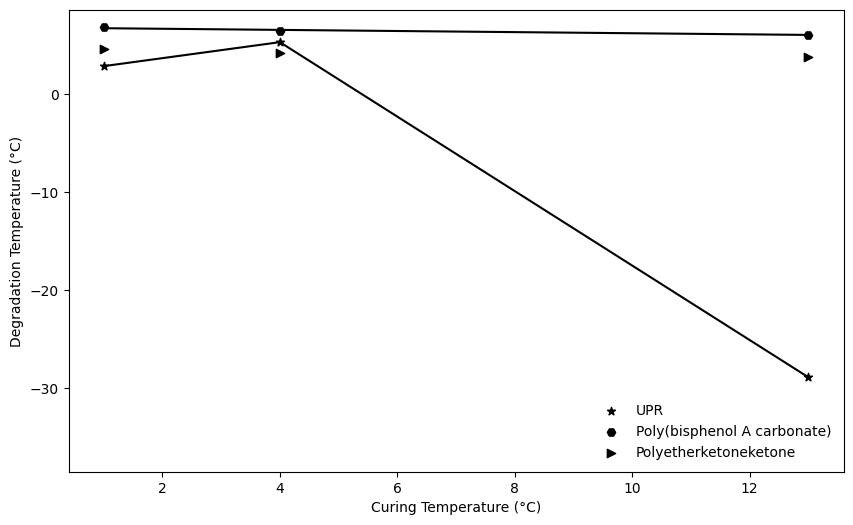 0
−10
−20
−30
2
4
6
8
10
12
Degradation Temperature (°C)
Curing Temperature (°C)
UPR
Poly(bisphenol A carbonate)
Polyetherketoneketone